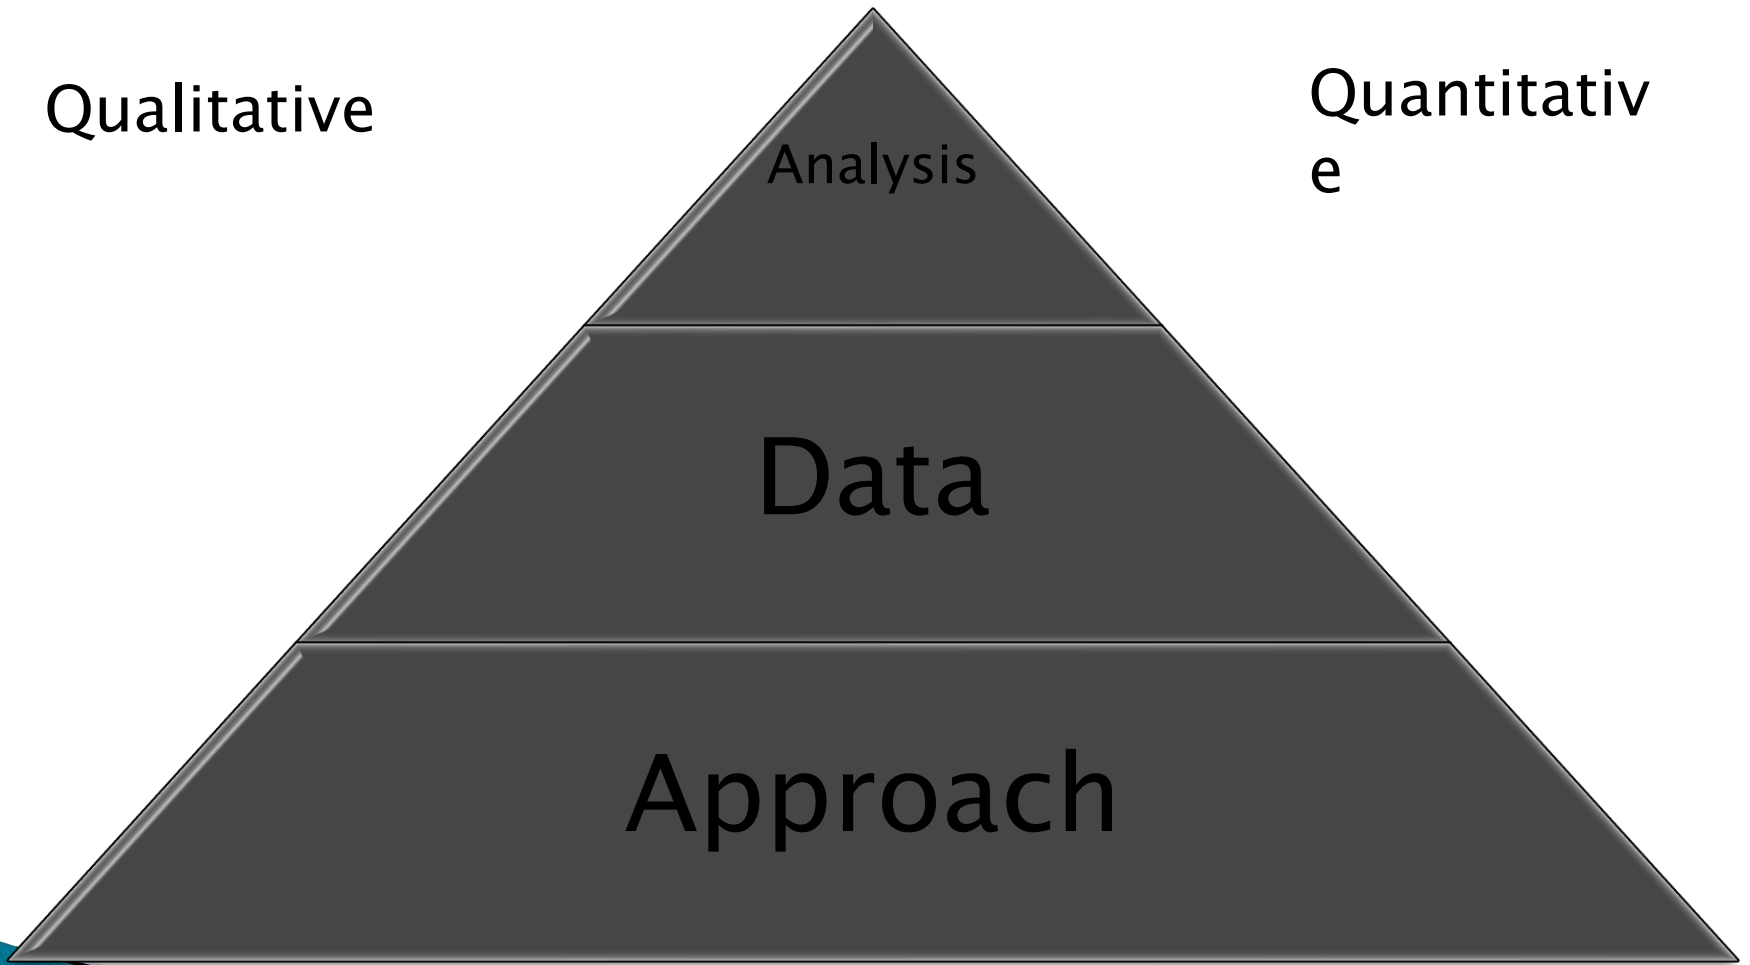 Qualitative
Quantitativ
e
Analysis
Data
Approach